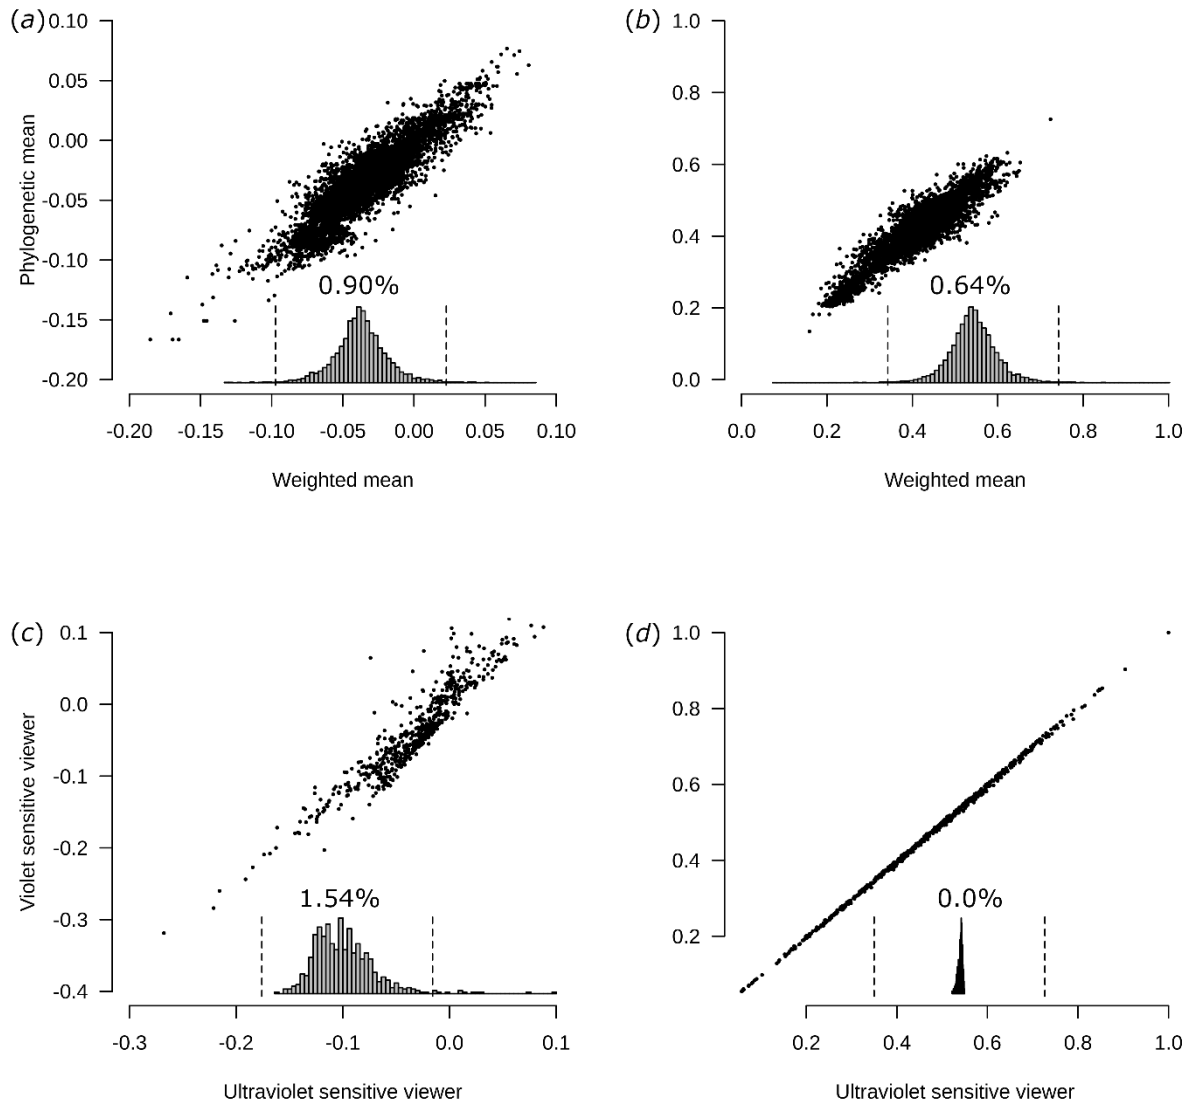 (a)
0.10
0.05
0.00
-0.05
-0.10
-0.15
-0.20
Phylogenetic mean
0.90%
-0.20 -0.15 -0.10 -0.05 0.00 0.05 0.10
Weighted mean
(b)
1.0
0.8
0.6
0.4
0.2
0.0
0.64%
0.0 0.2 0.4 0.6 0.8 1.0
Weighted mean
(c)
0.1
0.0
-0.1
-0.2
-0.3
-0.4
Violet sensitive viewer
1.54%
-0.3 -0.2 -0.1 0.0 0.1
Ultraviolet sensitive viewer
(d)
1.0
0.8
0.6
0.4
0.2
0.0%
0.2 0.4 0.6 0.8 1.0
Ultraviolet sensitive viewer